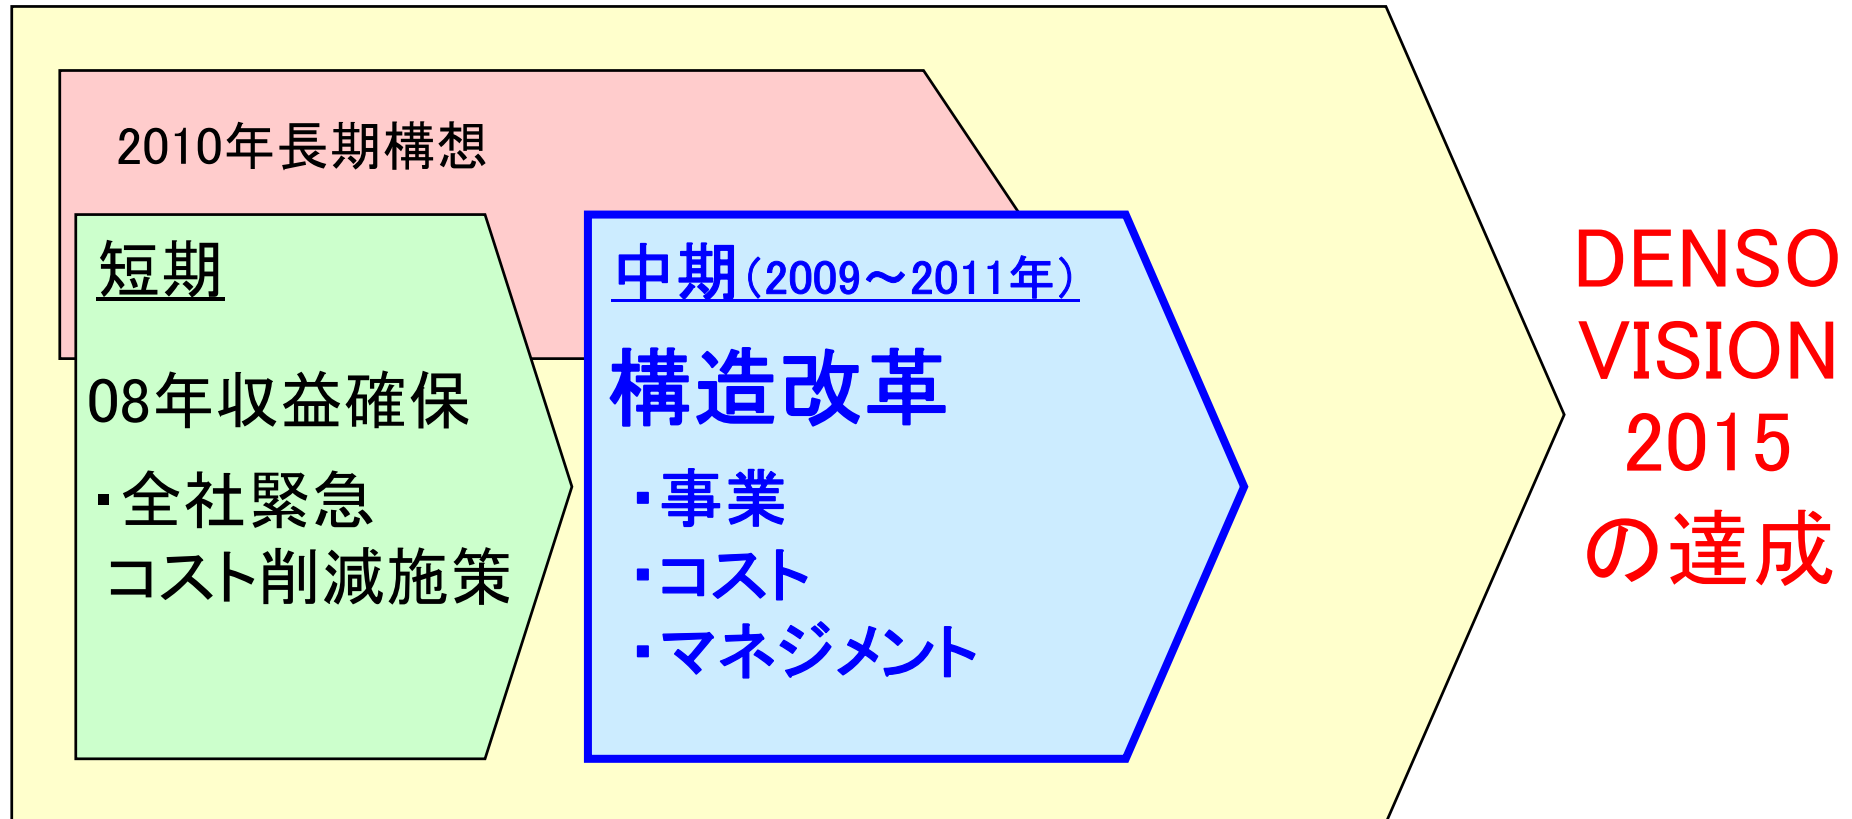 2010年長期構想
短期
08年収益確保
・全社緊急
コスト削減施策
中期(2009～2011年)
構造改革
・事業
・コスト
・マネジメント
DENSO
VISION
2015
の達成